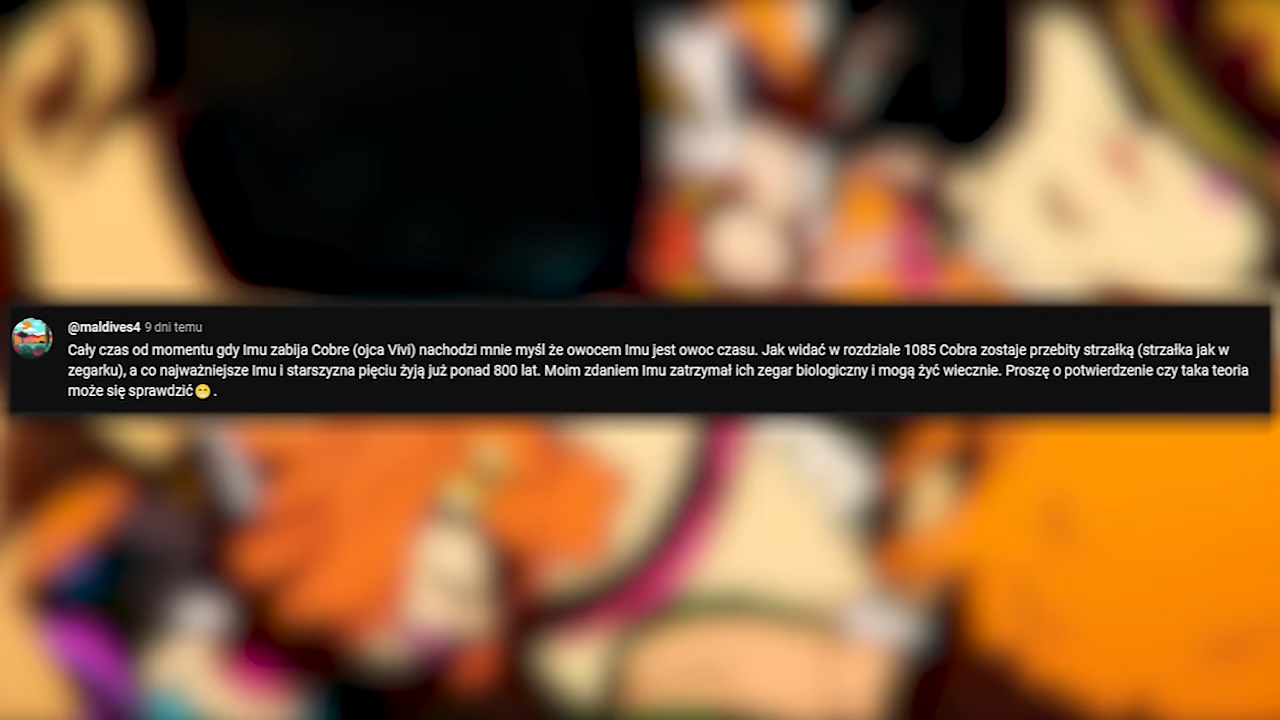 @maldives4 9 dni temu
Cały czas od momentu gdy Imu zabija Cobre (ojca Vivi) nachodzi mnie myśl że owocem Imu jest owoc czasu. Jak widać w rozdziale 1085 Cobra zostaje przebity strzałką (strzałka jak w
zegarku), a co najważniejsze Imu i starszyzna pięciu żyją już ponad 800 lat. Moim zdaniem Imu zatrzymał ich zegar biologiczny i mogą żyć wiecznie. Proszę o potwierdzenie czy taka teoria
może się sprawdzić😁.